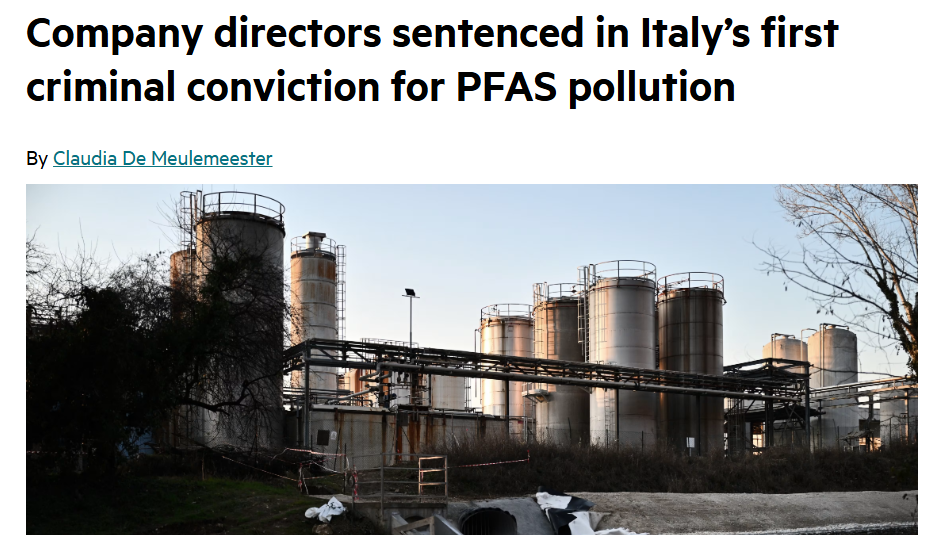 Company directors sentenced in Italy’s first
criminal conviction for PFAS pollution
By Claudia De Meulemeester